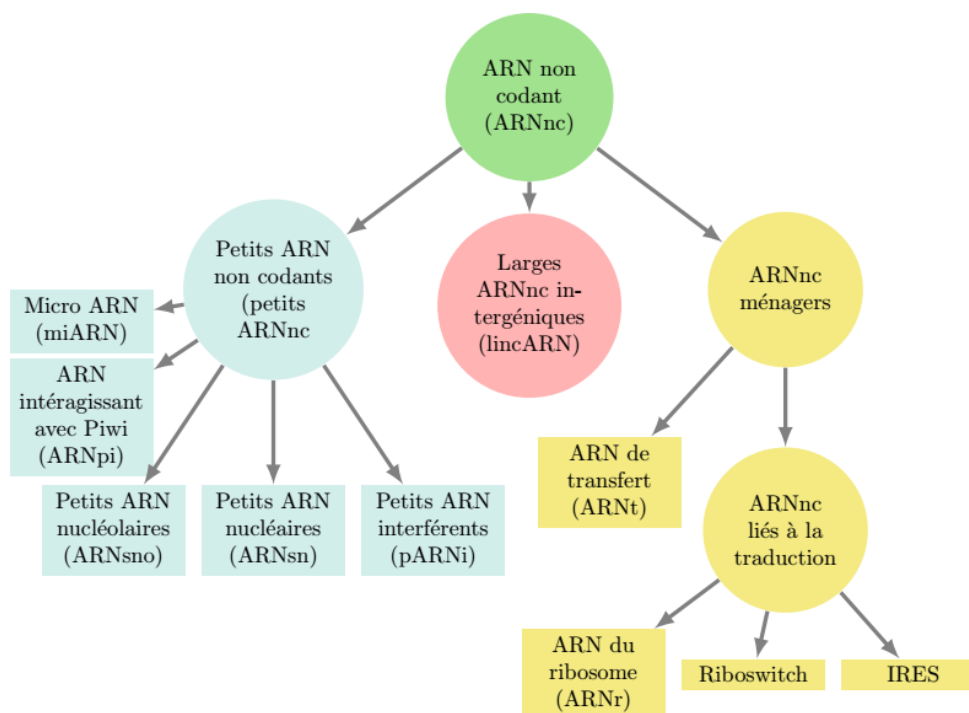 ARN non
codant
(ARNnc)
Petits ARN
non codants
(petits
ARNnc
Larges
ARNnc in-
tergéniques
(lincARN)
ARNnc
ménagers
Micro ARN
(miARN)
ARN
intéragissant
avec Piwi
(ARNpi)
Petits ARN
nucléolaires
(ARNsno)
Petits ARN
nucléaires
(ARNsn)
Petits ARN
interférents
(pARNi)
ARN de
transfert
(ARNt)
ARNnc
liés à la
traduction
ARN du
ribosome
(ARNr)
Riboswitch
IRES